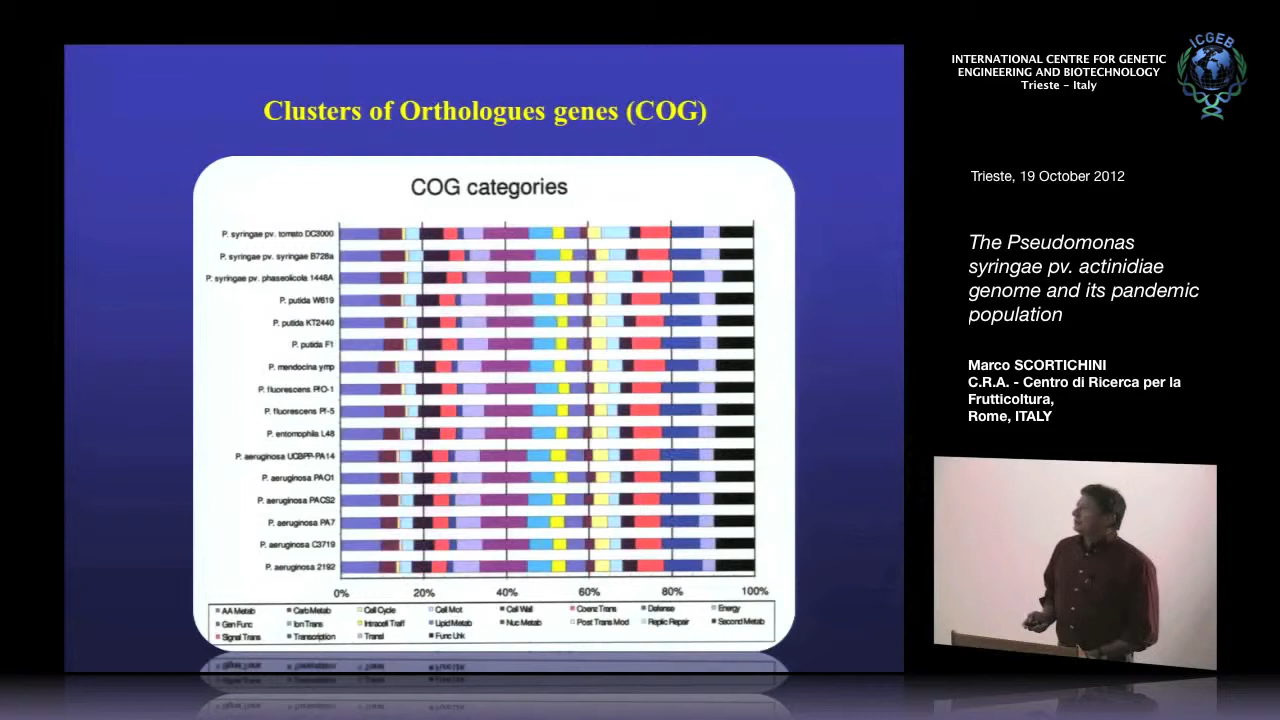 Clusters of Orthologues genes (COG)
COG categories
P. syringae pv. tomato DC3000
P. syringae pv. syringae B728a
P. syringae pv. phaseolicola 1448A
P. putida W619
P. putida KT2440
P. putida F1
P. mendocina ymp
P. fluorescens PfO-1
P. fluorescens Pf-5
P. entomophila L48
P. aeruginosa UCBPP-PA14
P. aeruginosa PAO1
P. aeruginosa PACS2
P. aeruginosa PA7
P. aeruginosa C3719
P. aeruginosa 2192
0% 20% 40% 60% 80% 100%
AA Metab Carb Metab Cell Cycle Cell Mot Cell Wall Coenz Trans Defense Energy
Gen Func Ion Trans Intracell Traff Lipid Metab Nuc Metab Post Trans Mod Replic Repair Second Metab
Signal Trans Transcription Transl Func Unk
INTERNATIONAL CENTRE FOR GENETIC
ENGINEERING AND BIOTECHNOLOGY
Trieste - Italy
ICGEB
Trieste, 19 October 2012
The Pseudomonas
syringae pv. actinidiae
genome and its pandemic
population
Marco SCORTICHINI
C.R.A. - Centro di Ricerca per la
Frutticoltura,
Rome, ITALY